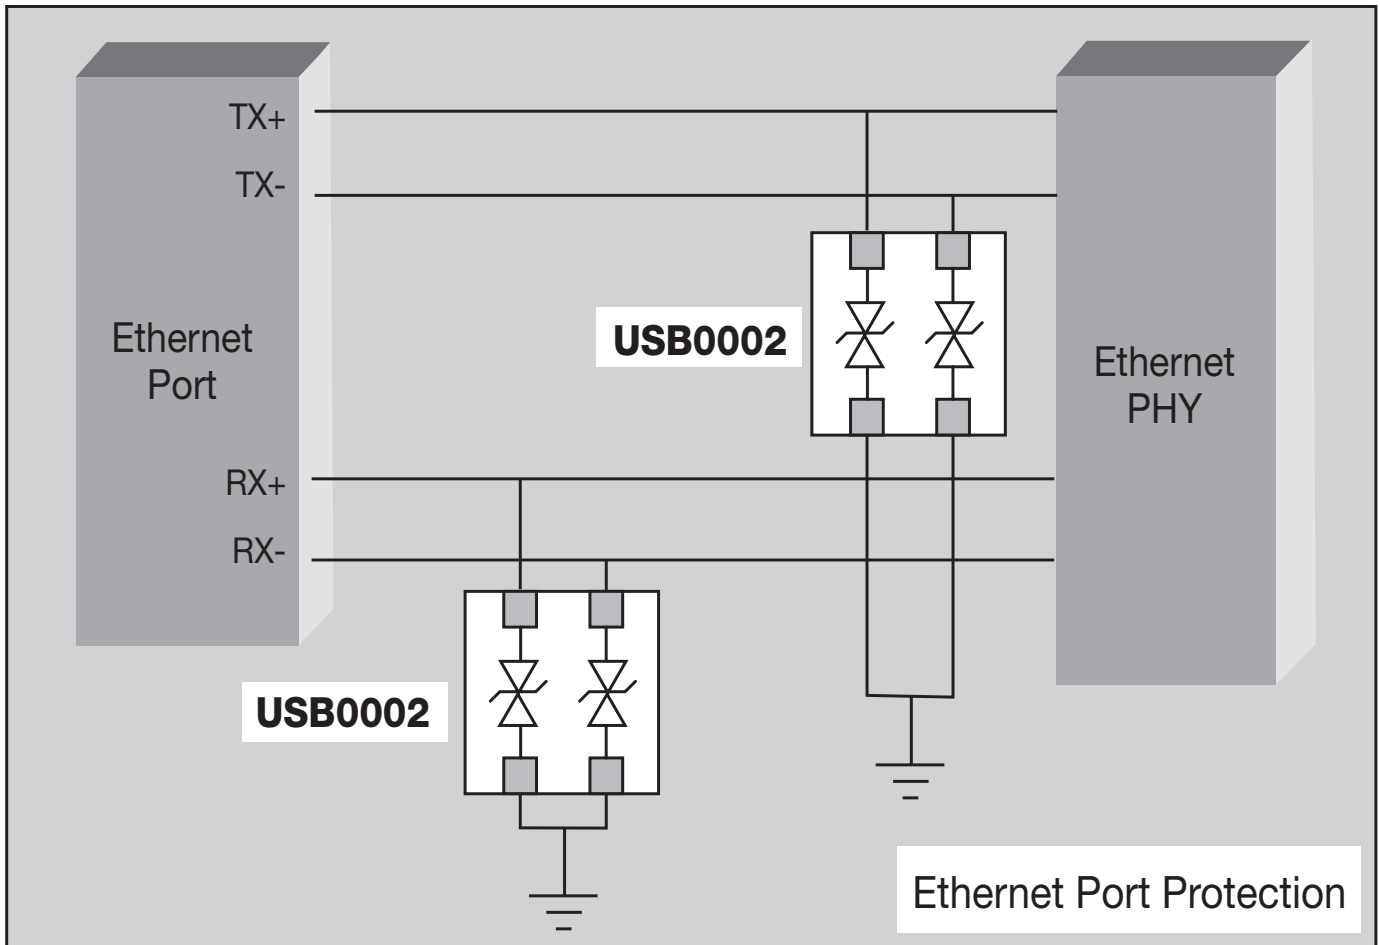 TX+
TX-
Ethernet
Port
USB0002
Ethernet
PHY
RX+
RX-
USB0002
Ethernet Port Protection